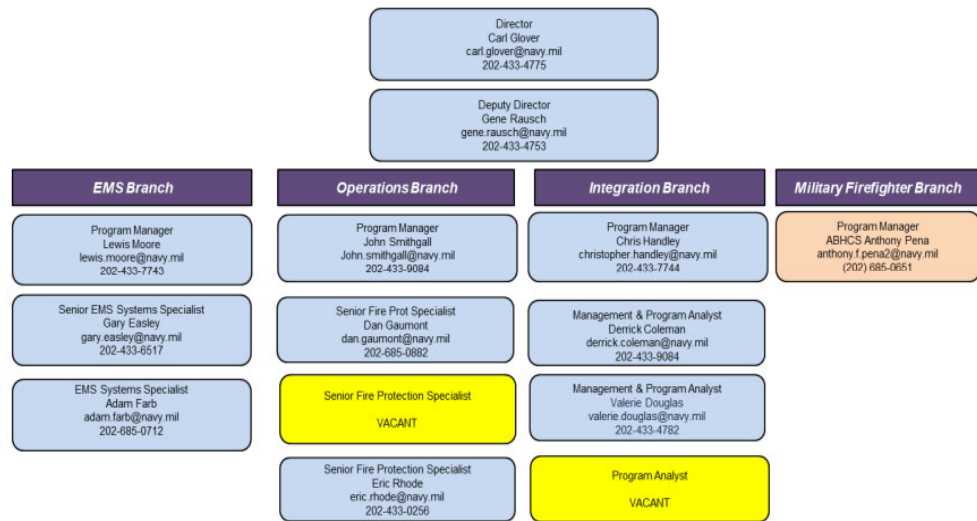 Director
Carl Glover
carl.glover@navy.mil
202-433-4775
Deputy Director
Gene Rausch
gene.rausch@navy.mil
202-433-4753
EMS Branch
Program Manager
Lewis Moore
lewis.moore@navy.mil
202-433-7743
Senior EMS Systems Specialist
Gary Easley
gary.easley@navy.mil
202-433-6517
EMS Systems Specialist
Adam Farb
adam.farb@navy.mil
202-685-0712
Operations Branch
Program Manager
John Smithgall
John.smithgall@navy.mil
202-433-9084
Senior Fire Prot Specialist
Dan Gaumont
dan.gaumont@navy.mil
202-685-0882
Senior Fire Protection Specialist
VACANT
Senior Fire Protection Specialist
Eric Rhode
eric.rhode@navy.mil
202-433-0256
Integration Branch
Program Manager
Chris Handley
christopher.handley@navy.mil
202-433-7744
Management & Program Analyst
Derrick Coleman
derrick.coleman@navy.mil
202-433-9084
Management & Program Analyst
Valerie Douglas
valerie.douglas@navy.mil
202-433-4782
Program Analyst
VACANT
Military Firefighter Branch
Program Manager
ABHCS Anthony Pena
anthony.f.pena2@navy.mil
(202) 685-0651